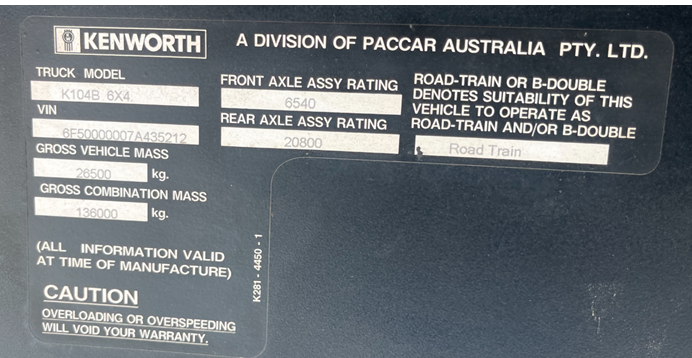 KENWORTH
A DIVISION OF PACCAR AUSTRALIA PTY. LTD.
TRUCK MODEL
K104B 6X4
VIN
6F50000007A435212
GROSS VEHICLE MASS
26500 kg.
GROSS COMBINATION MASS
136000 kg.
FRONT AXLE ASSY RATING
6540
REAR AXLE ASSY RATING
20800
ROAD-TRAIN OR B-DOUBLE
DENOTES SUITABILITY OF THIS
VEHICLE TO OPERATE AS
ROAD-TRAIN AND/OR B-DOUBLE
Road Train
(ALL INFORMATION VALID
AT TIME OF MANUFACTURE)
K281 - 4450 - 1
CAUTION
OVERLOADING OR OVERSPEEDING
WILL VOID YOUR WARRANTY.